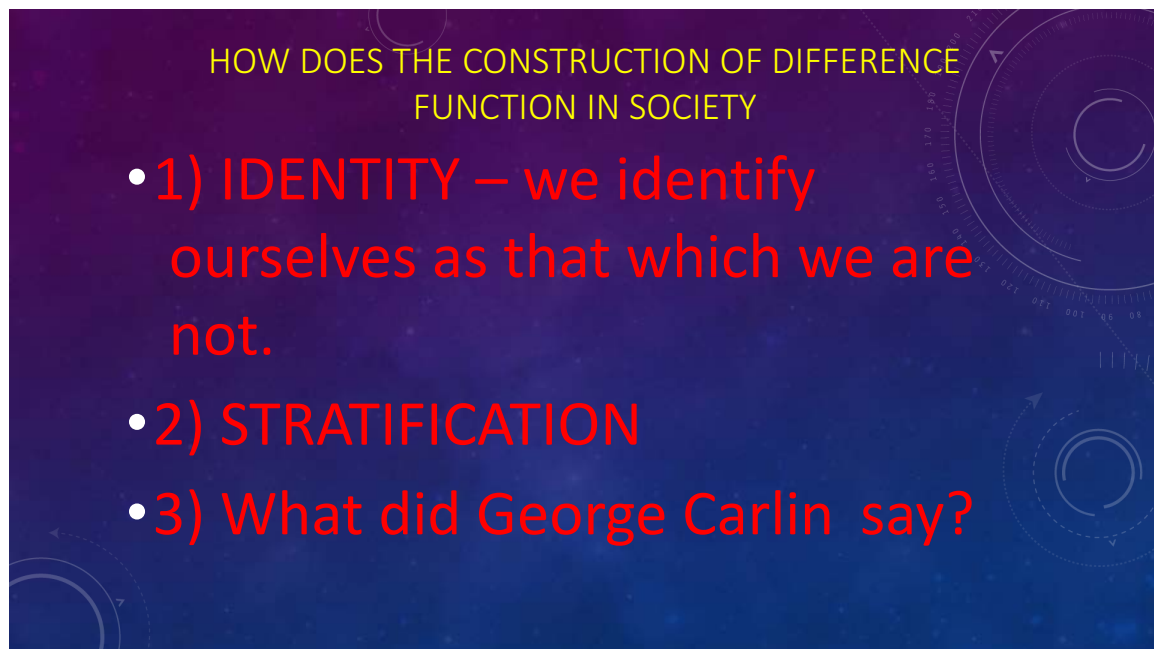 HOW DOES THE CONSTRUCTION OF DIFFERENCE
FUNCTION IN SOCIETY
•1) IDENTITY – we identify
ourselves as that which we are
not.
•2) STRATIFICATION
•3) What did George Carlin say?